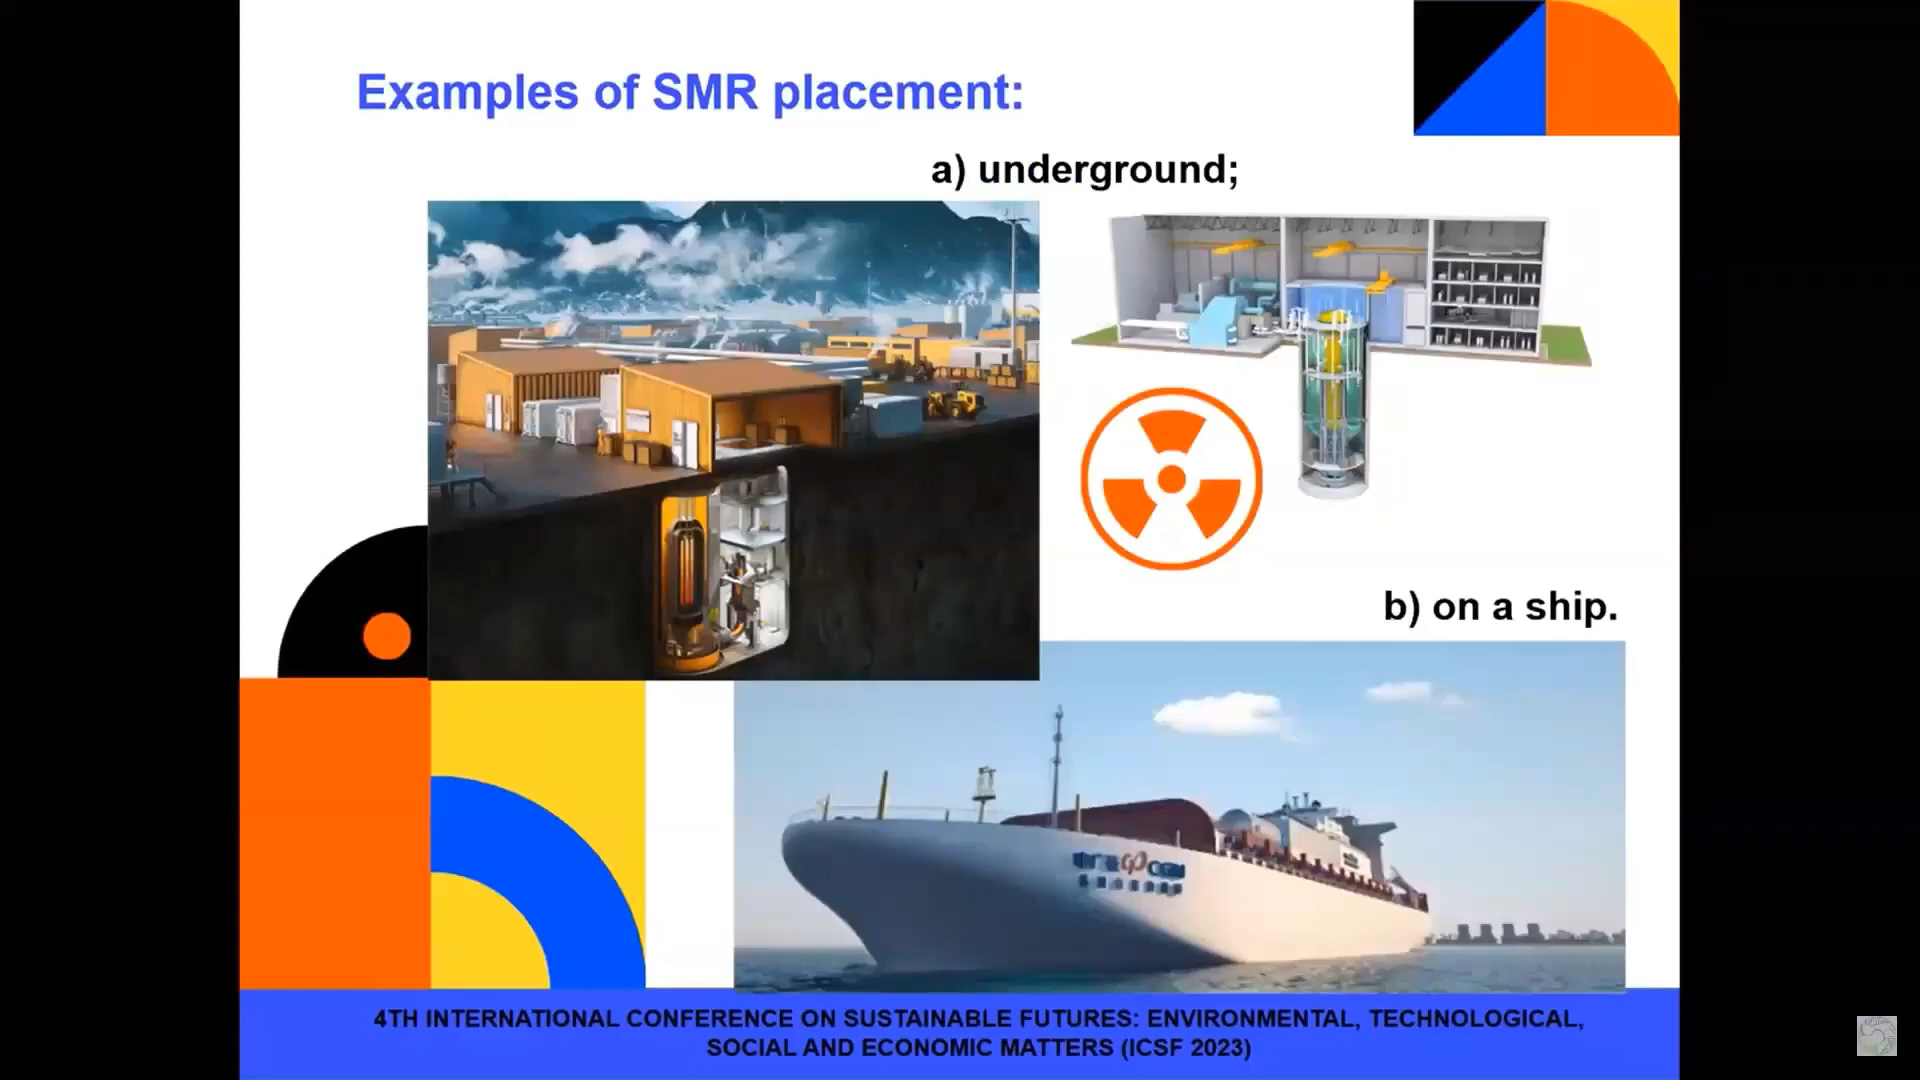 Examples of SMR placement:
a) underground;
b) on a ship.
CGN
4TH INTERNATIONAL CONFERENCE ON SUSTAINABLE FUTURES: ENVIRONMENTAL, TECHNOLOGICAL,
SOCIAL AND ECONOMIC MATTERS (ICSF 2023)